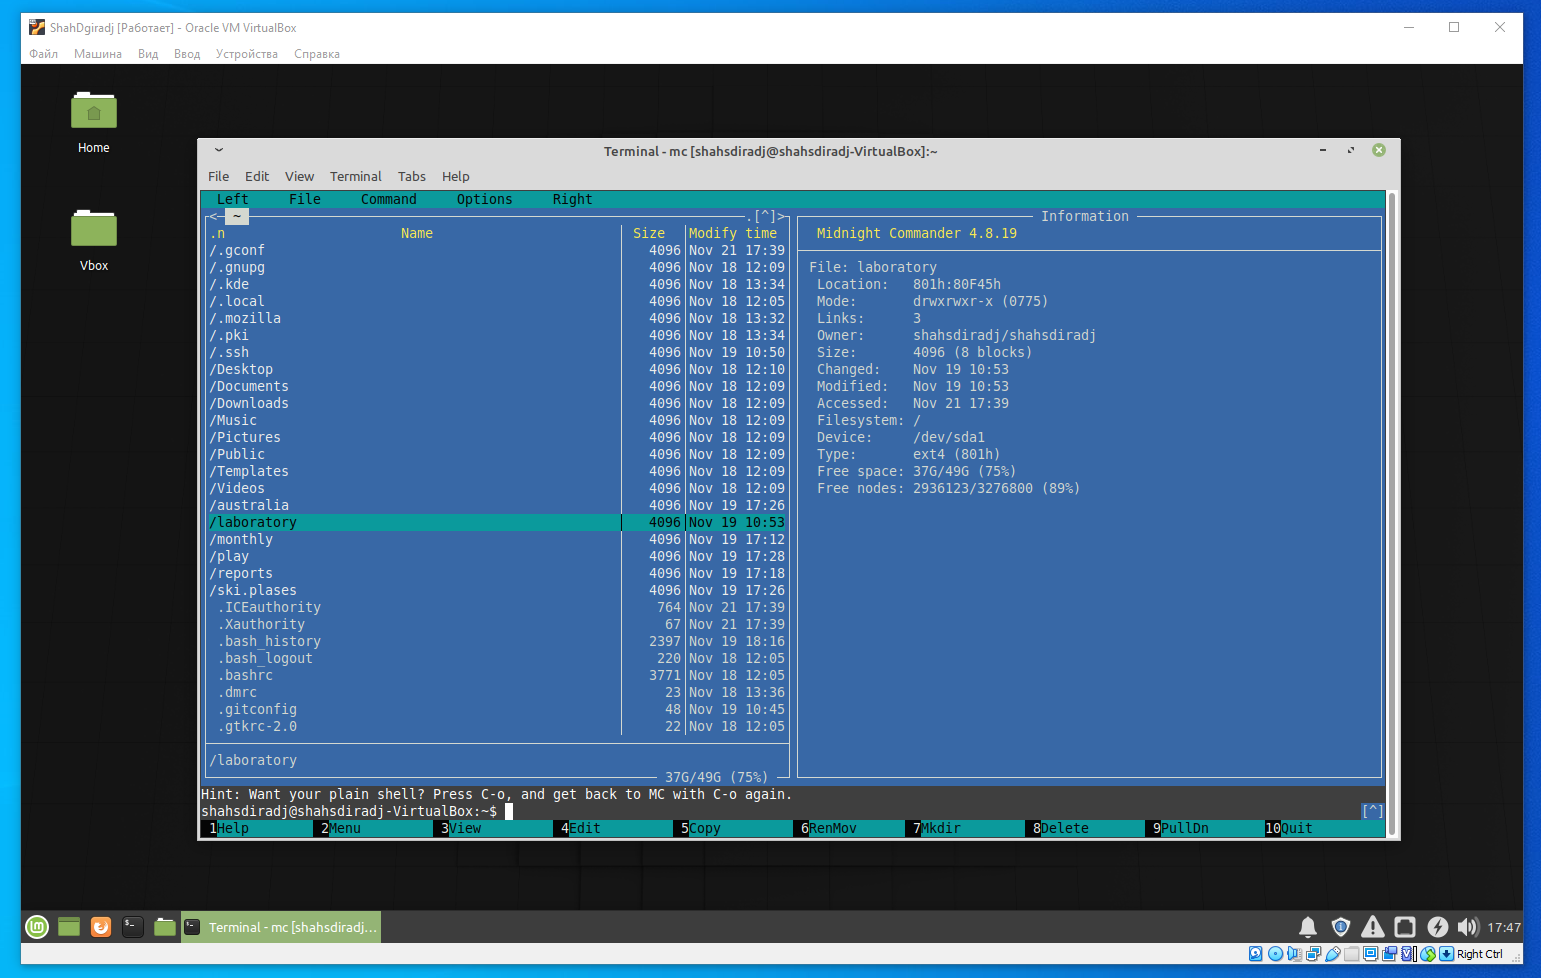 ShahDgiradj [Работает] - Oracle VM VirtualBox
Файл Машина Вид Ввод Устройства Справка
Home
Vbox
Terminal - mc [shahsdiradj@shahsdiradj-VirtualBox]:~
File Edit View Terminal Tabs Help
Left File Command Options Right
<- ~ .[^]>
.n Name Size Modify time
/.gconf 4096 Nov 21 17:39
/.gnupg 4096 Nov 18 12:09
/.kde 4096 Nov 18 13:34
/.local 4096 Nov 18 12:05
/.mozilla 4096 Nov 18 13:32
/.pki 4096 Nov 18 13:34
/.ssh 4096 Nov 19 10:50
/Desktop 4096 Nov 18 12:10
/Documents 4096 Nov 18 12:09
/Downloads 4096 Nov 18 12:09
/Music 4096 Nov 18 12:09
/Pictures 4096 Nov 18 12:09
/Public 4096 Nov 18 12:09
/Templates 4096 Nov 18 12:09
/Videos 4096 Nov 18 12:09
/australia 4096 Nov 19 17:26
/laboratory 4096 Nov 19 10:53
/monthly 4096 Nov 19 17:12
/play 4096 Nov 19 17:28
/reports 4096 Nov 19 17:18
/ski.plases 4096 Nov 19 17:26
.ICEauthority 764 Nov 21 17:39
.Xauthority 67 Nov 21 17:39
.bash_history 2397 Nov 19 18:16
.bash_logout 220 Nov 18 12:05
.bashrc 3771 Nov 18 12:05
.dmrc 23 Nov 18 13:36
.gitconfig 48 Nov 19 10:45
.gtkrc-2.0 22 Nov 18 12:05
/laboratory
37G/49G (75%)
Information
Midnight Commander 4.8.19
File: laboratory
Location: 801h:80F45h
Mode: drwxrwxr-x (0775)
Links: 3
Owner: shahsdiradj/shahsdiradj
Size: 4096 (8 blocks)
Changed: Nov 19 10:53
Modified: Nov 19 10:53
Accessed: Nov 21 17:39
Filesystem: /
Device: /dev/sda1
Type: ext4 (801h)
Free space: 37G/49G (75%)
Free nodes: 2936123/3276800 (89%)
Hint: Want your plain shell? Press C-o, and get back to MC with C-o again.
shahsdiradj@shahsdiradj-VirtualBox:~$ [^]
1Help 2Menu 3View 4Edit 5Copy 6RenMov 7Mkdir 8Delete 9PullDn 10Quit
Terminal - mc [shahsdiradj...
17:47
Right Ctrl